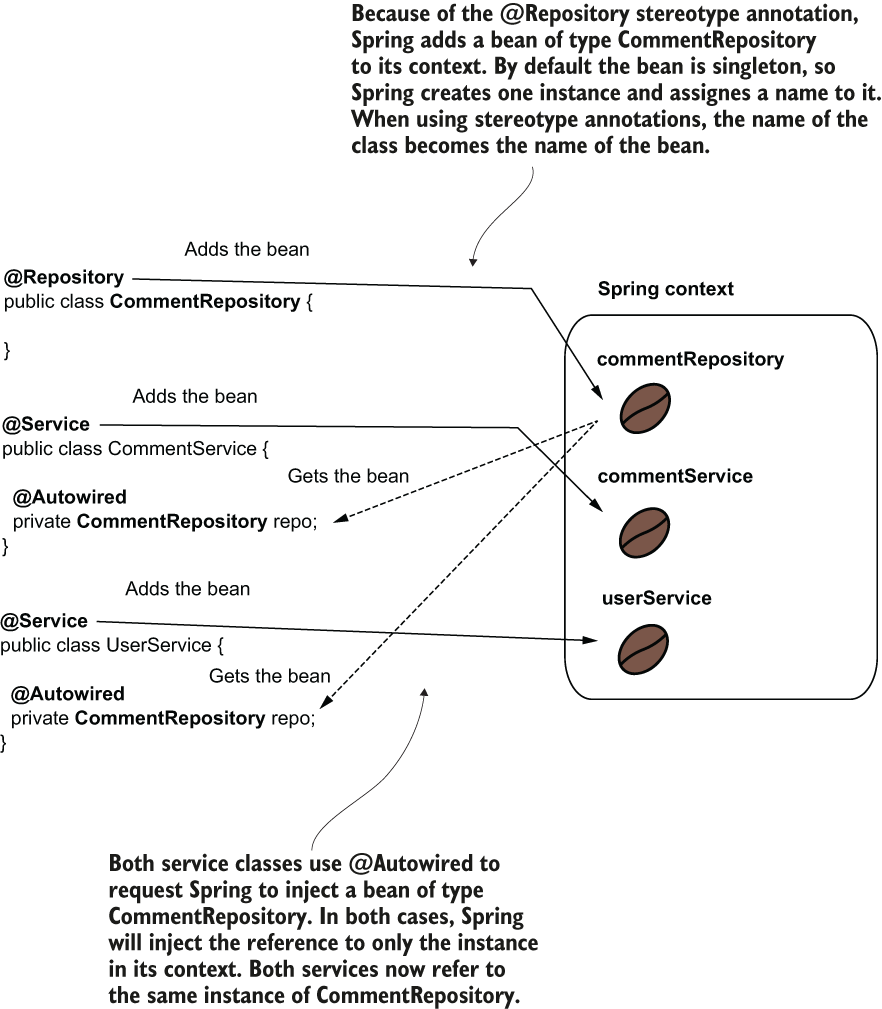 Because of the @Repository stereotype annotation,
Spring adds a bean of type CommentRepository
to its context. By default the bean is singleton, so
Spring creates one instance and assignes a name to it.
When using stereotype annotations, the name of the
class becomes the name of the bean.
Adds the bean
@Repository
public class CommentRepository {
}
Spring context
commentRepository
Adds the bean
@Service
public class CommentService {
Gets the bean
@Autowired
private CommentRepository repo;
}
commentService
Adds the bean
@Service
public class UserService {
Gets the bean
@Autowired
private CommentRepository repo;
}
userService
Both service classes use @Autowired to
request Spring to inject a bean of type
CommentRepository. In both cases, Spring
will inject the reference to only the instance
in its context. Both services now refer to
the same instance of CommentRepository.